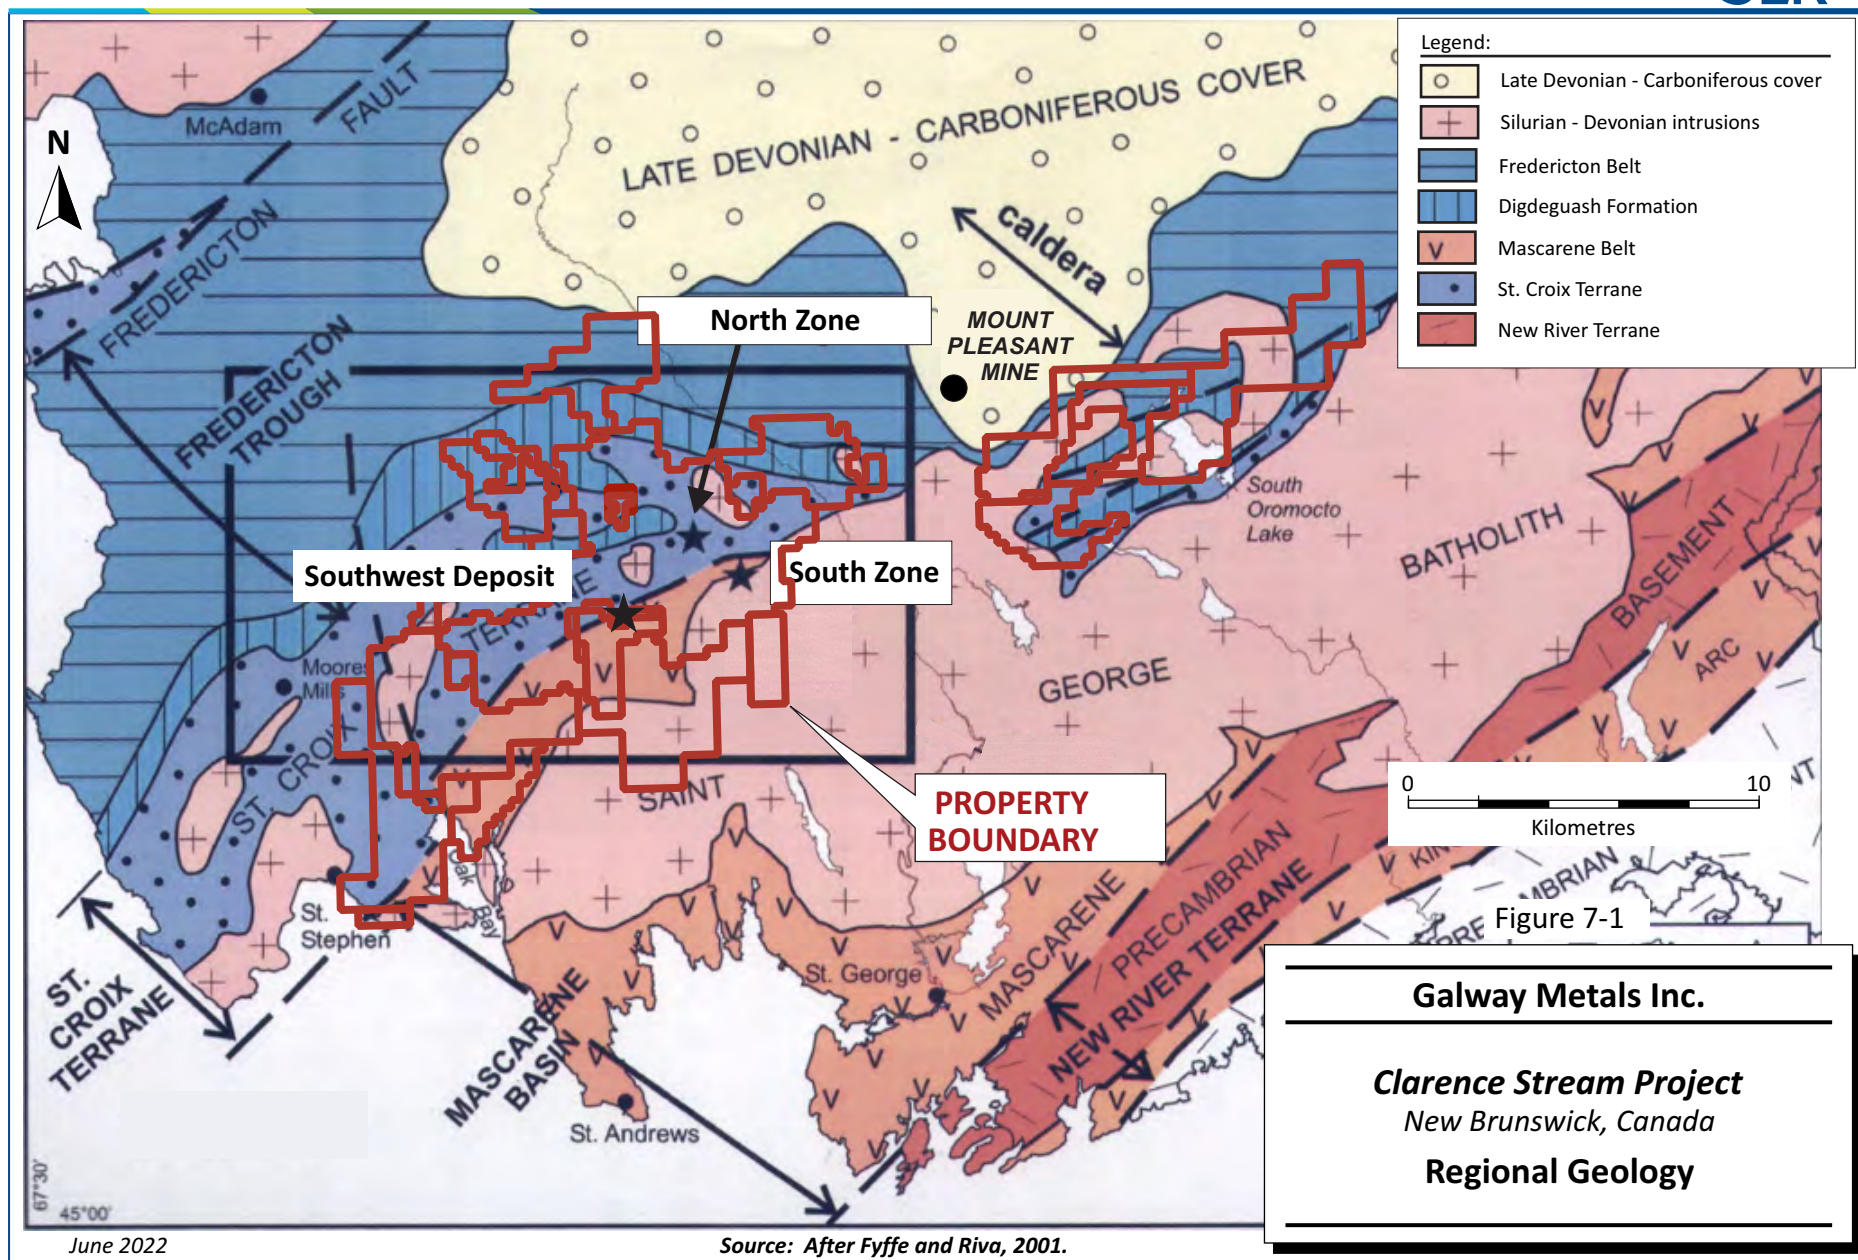 Legend:
Late Devonian - Carboniferous cover
Silurian - Devonian intrusions
Fredericton Belt
Digdeguash Formation
Mascarene Belt
St. Croix Terrane
New River Terrane
McAdam
FAULT
N
LATE DEVONIAN - CARBONIFEROUS COVER
FREDERICTON
caldera
North Zone
MOUNT
PLEASANT
MINE
FREDERICTON
TROUGH
South
Oromocto
Lake
BATHOLITH
BASEMENT
Southwest Deposit
South Zone
TERRANE
Moores
Mills
GEORGE
ARC
ST. CROIX
SAINT
PROPERTY
BOUNDARY
0 10
Kilometres
Oak
Bay
St.
Stephen
St. George
MASCARENE
PRECAMBRIAN
NEW RIVER TERRANE
ST.
CROIX
TERRANE
MASCARENE
BASIN
St. Andrews
Figure 7-1
Galway Metals Inc.
Clarence Stream Project
New Brunswick, Canada
Regional Geology
67°30'
45°00'
June 2022
Source: After Fyffe and Riva, 2001.